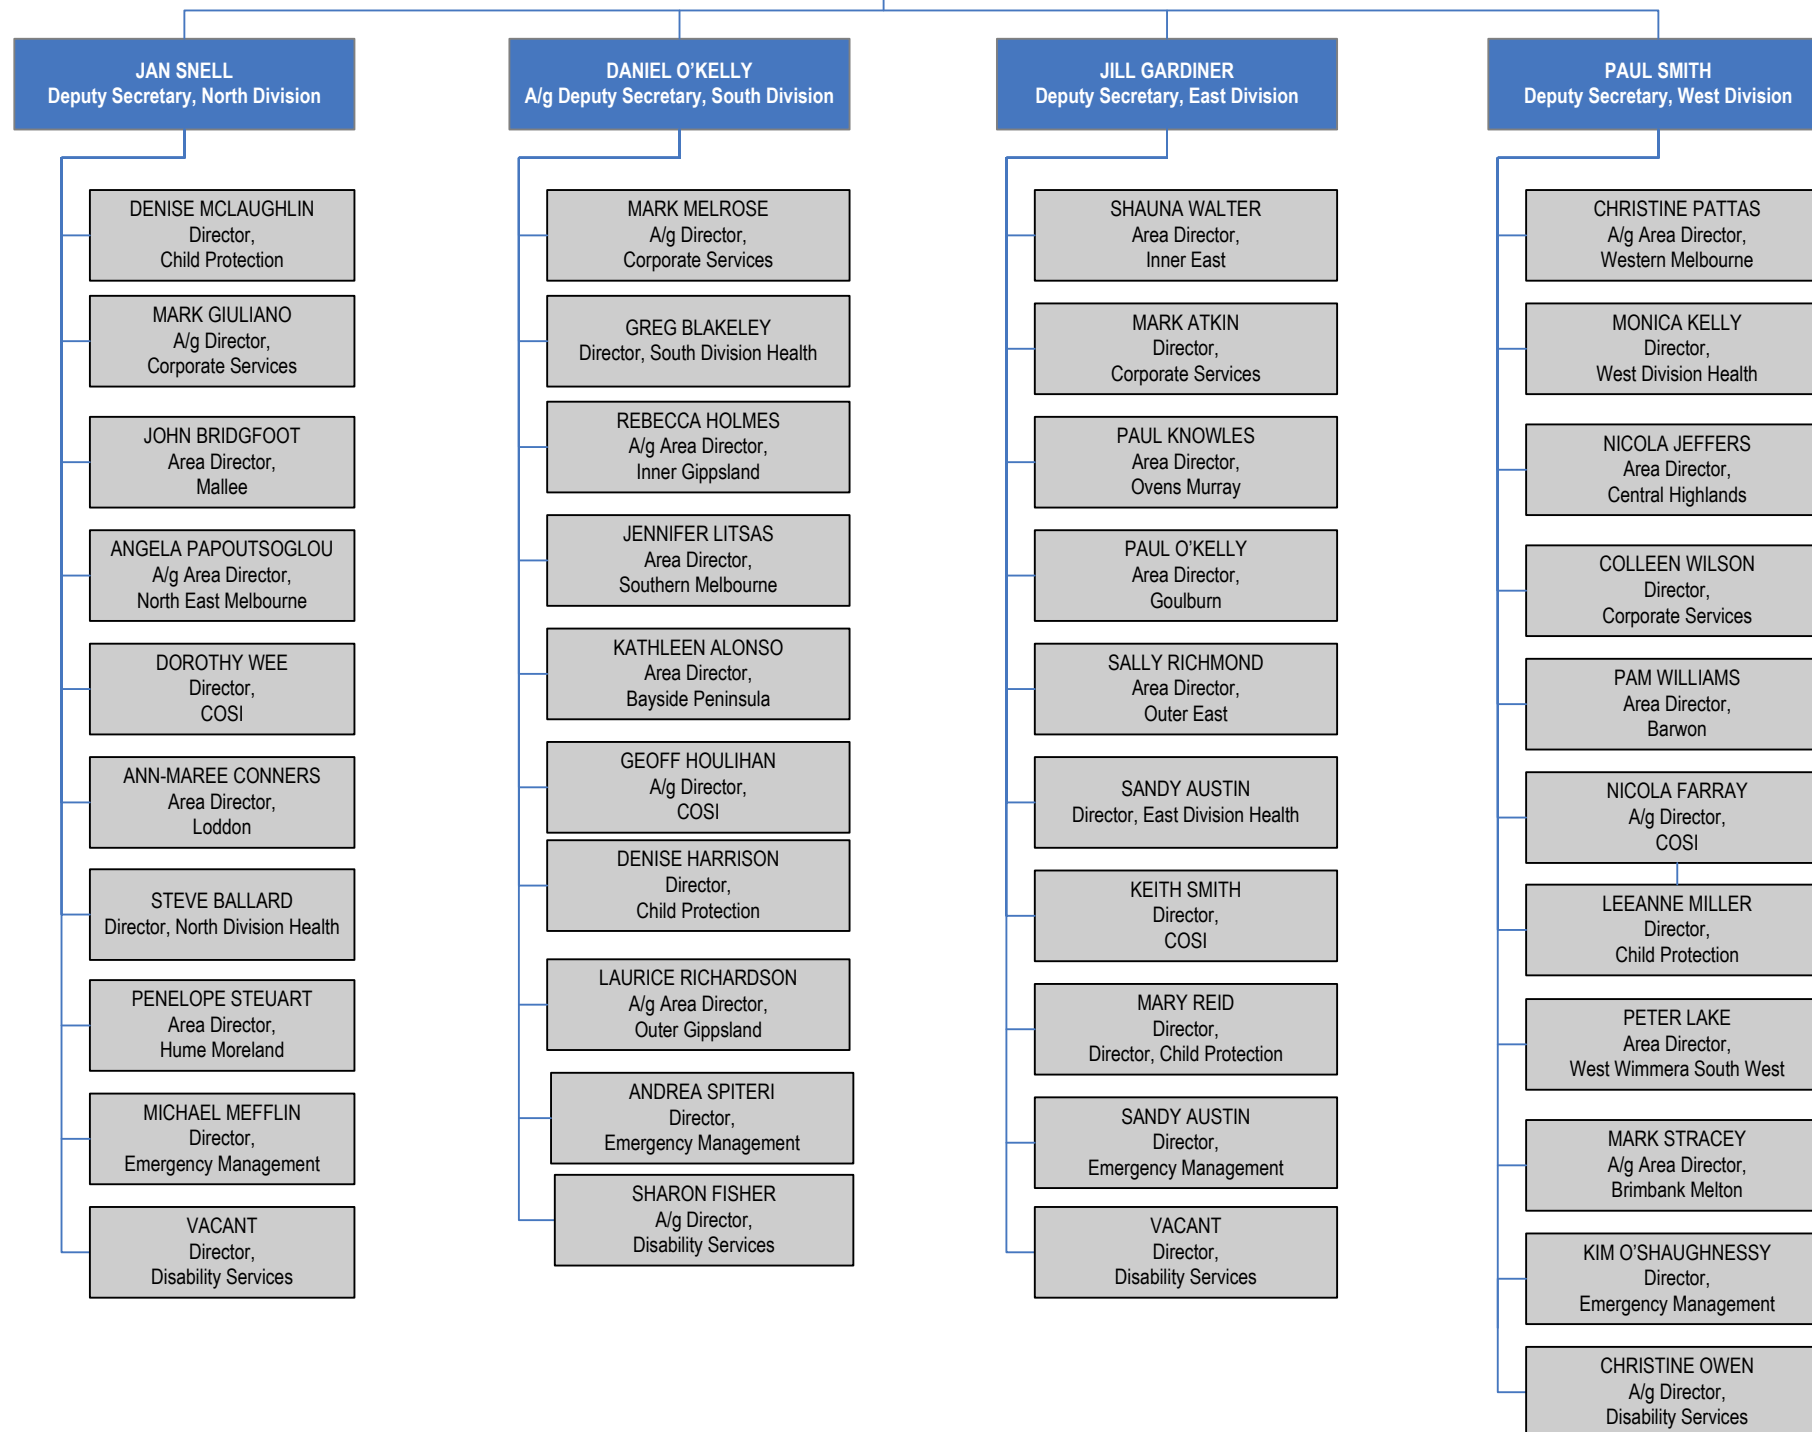 JAN SNELL
Deputy Secretary, North Division
DENISE MCLAUGHLIN
Director,
Child Protection
MARK GIULIANO
A/g Director,
Corporate Services
JOHN BRIDGFOOT
Area Director,
Mallee
ANGELA PAPOUTSOGLOU
A/g Area Director,
North East Melbourne
DOROTHY WEE
Director,
COSI
ANN-MAREE CONNERS
Area Director,
Loddon
STEVE BALLARD
Director, North Division Health
PENELOPE STEUART
Area Director,
Hume Moreland
MICHAEL MEFFLIN
Director,
Emergency Management
VACANT
Director,
Disability Services
DANIEL O’KELLY
A/g Deputy Secretary, South Division
MARK MELROSE
A/g Director,
Corporate Services
GREG BLAKELEY
Director, South Division Health
REBECCA HOLMES
A/g Area Director,
Inner Gippsland
JENNIFER LITSAS
Area Director,
Southern Melbourne
KATHLEEN ALONSO
Area Director,
Bayside Peninsula
GEOFF HOULIHAN
A/g Director,
COSI
DENISE HARRISON
Director,
Child Protection
LAURICE RICHARDSON
A/g Area Director,
Outer Gippsland
ANDREA SPITERI
Director,
Emergency Management
SHARON FISHER
A/g Director,
Disability Services
JILL GARDINER
Deputy Secretary, East Division
SHAUNA WALTER
Area Director,
Inner East
MARK ATKIN
Director,
Corporate Services
PAUL KNOWLES
Area Director,
Ovens Murray
PAUL O’KELLY
Area Director,
Goulburn
SALLY RICHMOND
Area Director,
Outer East
SANDY AUSTIN
Director, East Division Health
KEITH SMITH
Director,
COSI
MARY REID
Director,
Director, Child Protection
SANDY AUSTIN
Director,
Emergency Management
VACANT
Director,
Disability Services
PAUL SMITH
Deputy Secretary, West Division
CHRISTINE PATTAS
A/g Area Director,
Western Melbourne
MONICA KELLY
Director,
West Division Health
NICOLA JEFFERS
Area Director,
Central Highlands
COLLEEN WILSON
Director,
Corporate Services
PAM WILLIAMS
Area Director,
Barwon
NICOLA FARRAY
A/g Director,
COSI
LEEANNE MILLER
Director,
Child Protection
PETER LAKE
Area Director,
West Wimmera South West
MARK STRACEY
A/g Area Director,
Brimbank Melton
KIM O’SHAUGHNESSY
Director,
Emergency Management
CHRISTINE OWEN
A/g Director,
Disability Services